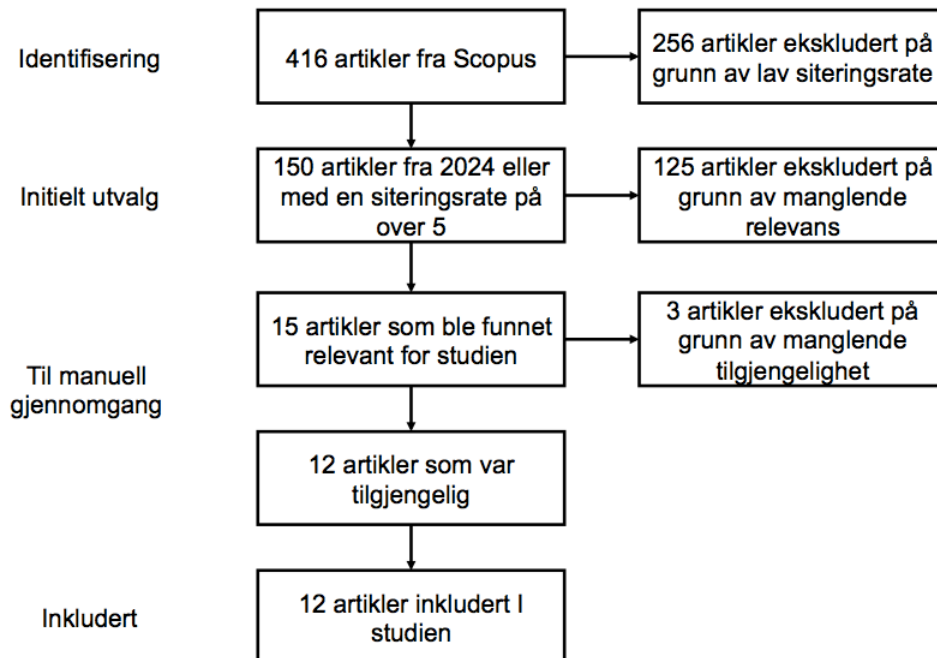 Identifisering
416 artikler fra Scopus
256 artikler ekskludert på
grunn av lav siteringsrate
Initielt utvalg
150 artikler fra 2024 eller
med en siteringsrate på
over 5
125 artikler ekskludert på
grunn av manglende
relevans
Til manuell
gjennomgang
15 artikler som ble funnet
relevant for studien
3 artikler ekskludert på
grunn av manglende
tilgjengelighet
12 artikler som var
tilgjengelig
Inkludert
12 artikler inkludert I
studien